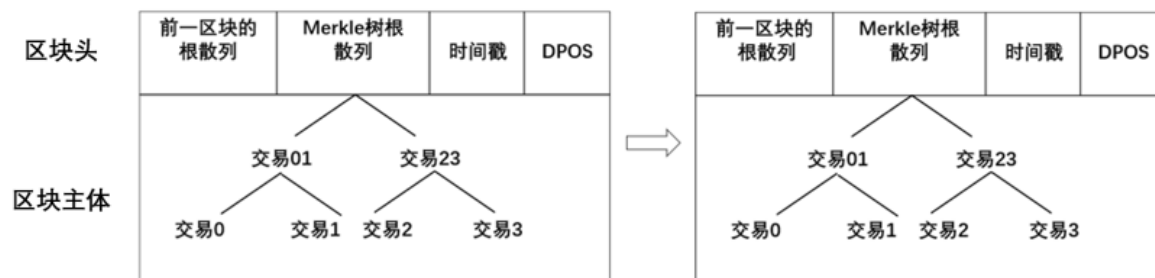 区块头
前一区块的
根散列
Merkle树根
散列
时间戳
DPOS
前一区块的
根散列
Merkle树根
散列
时间戳
DPOS
区块主体
交易01
交易23
交易0
交易1
交易2
交易3
交易01
交易23
交易0
交易1
交易2
交易3